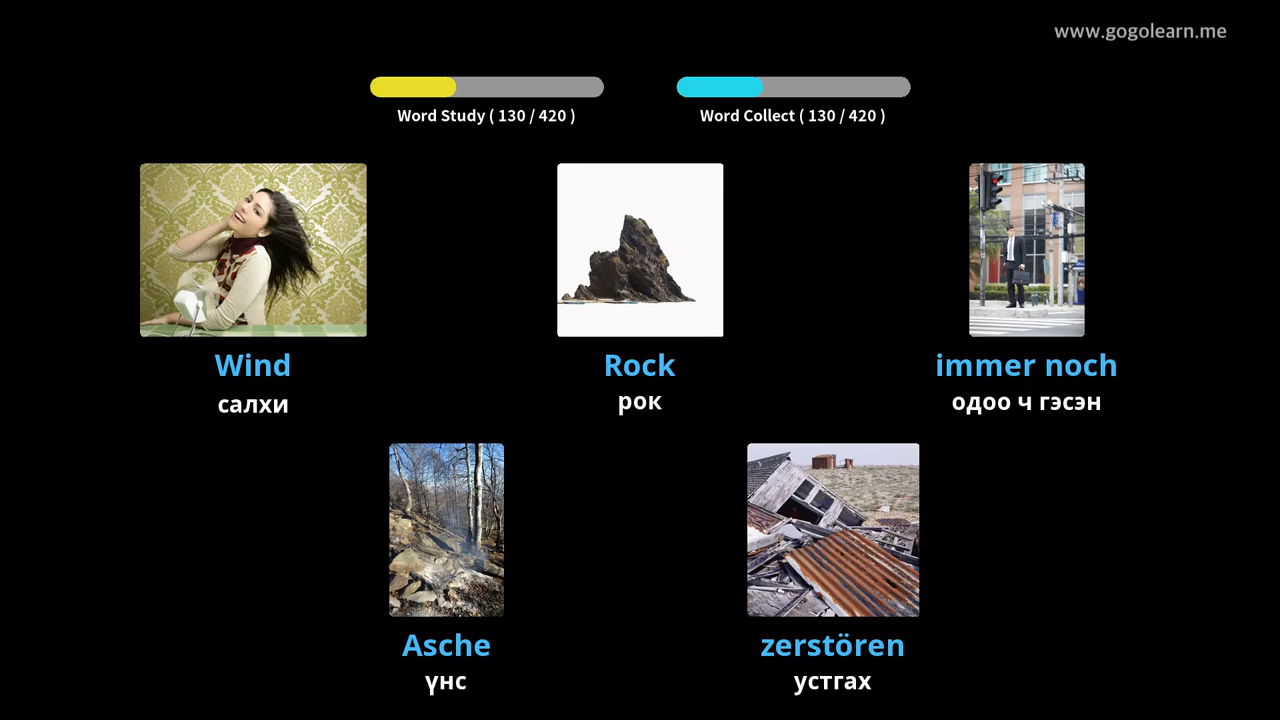 www.gogolearn.me
Word Study ( 130 / 420 )
Word Collect ( 130 / 420 )
Wind
салхи
Rock
рок
immer noch
одоо ч гэсэн
Asche
үнс
zerstören
устгах